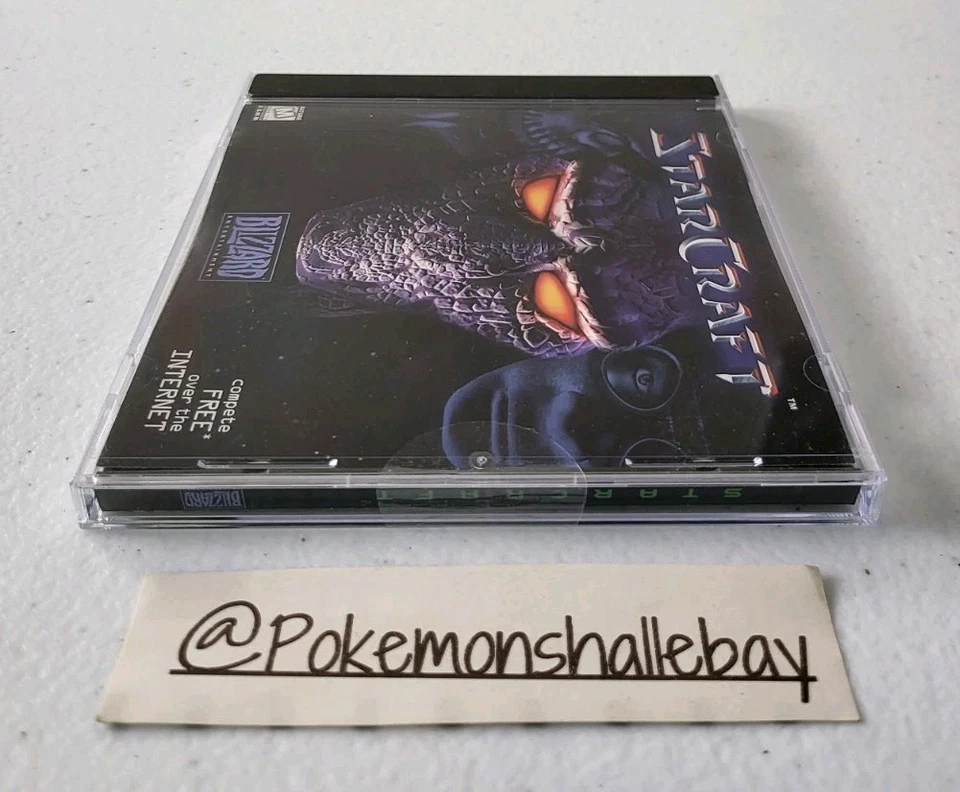 STARCRAFT
TM
BLIZZARD
ENTERTAINMENT
M
compete
FREE*
over the
INTERNET
BLIZZARD
STARCRAFT
@Pokemonshallebay